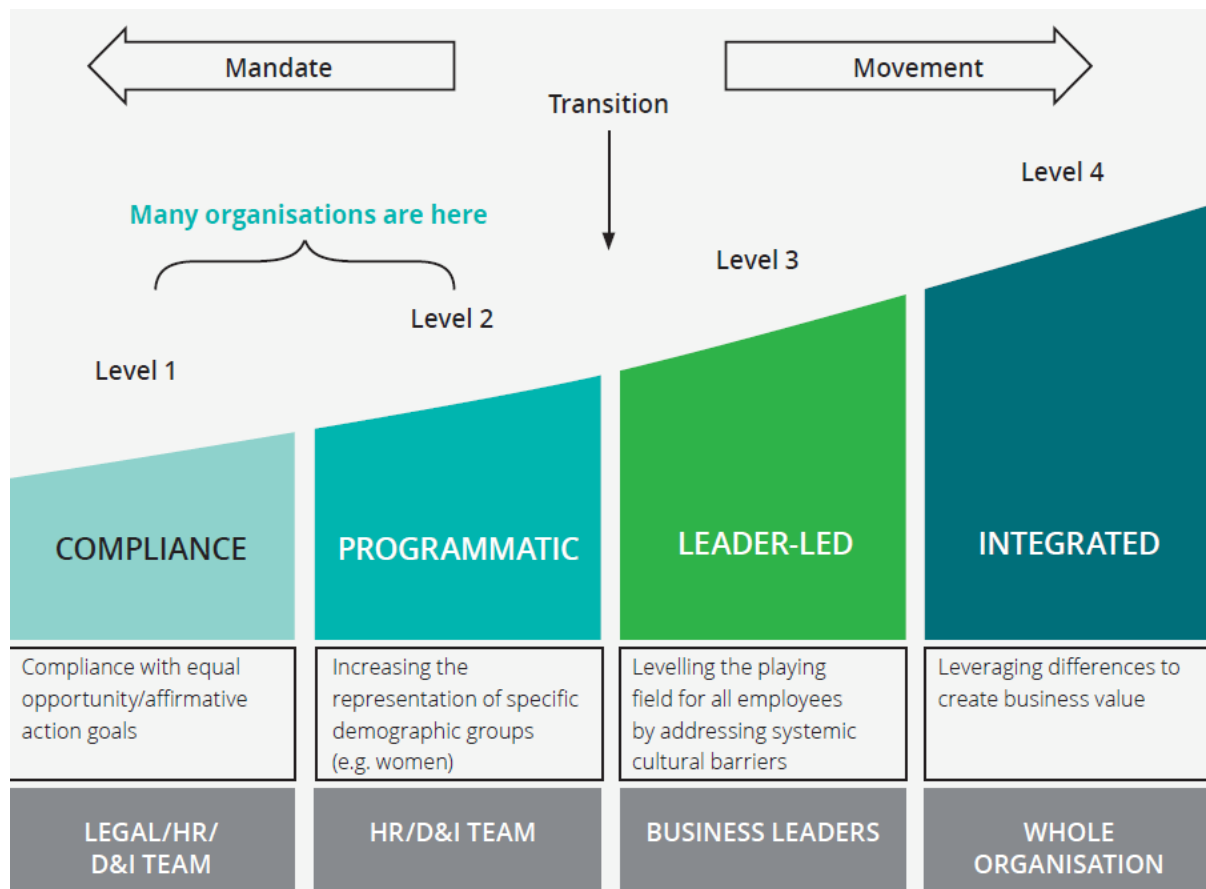 Mandate
Movement
Transition
Level 4
Many organisations are here
Level 3
Level 2
Level 1
COMPLIANCE
PROGRAMMATIC
LEADER-LED
INTEGRATED
Compliance with equal
opportunity/affirmative
action goals
Increasing the
representation of specific
demographic groups
(e.g. women)
Levelling the playing
field for all employees
by addressing systemic
cultural barriers
Leveraging differences to
create business value
LEGAL/HR/
D&I TEAM
HR/D&I TEAM
BUSINESS LEADERS
WHOLE
ORGANISATION